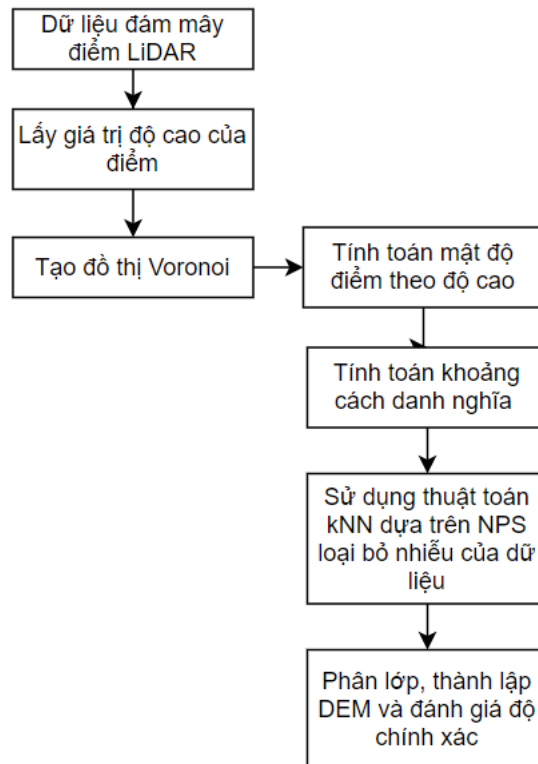 Dữ liệu đám mây
điểm LiDAR
Lấy giá trị độ cao của
điểm
Tạo đồ thị Voronoi
Tính toán mật độ
điểm theo độ cao
Tính toán khoảng
cách danh nghĩa
Sử dụng thuật toán
kNN dựa trên NPS
loại bỏ nhiễu của dữ
liệu
Phân lớp, thành lập
DEM và đánh giá độ
chính xác